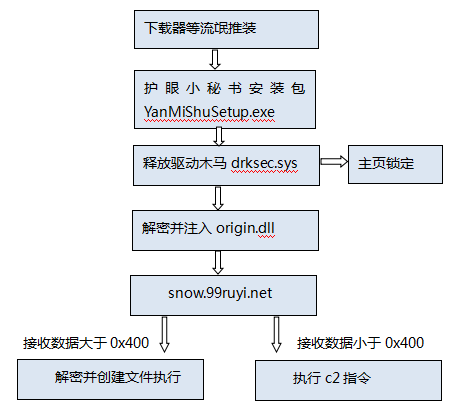 下载器等流氓推装
护眼小秘书安装包
YanMiShuSetup.exe
释放驱动木马 drksec.sys
主页锁定
解密并注入 origin.dll
snow.99ruyi.net
接收数据大于 0x400
接收数据小于 0x400
解密并创建文件执行
执行 c2 指令